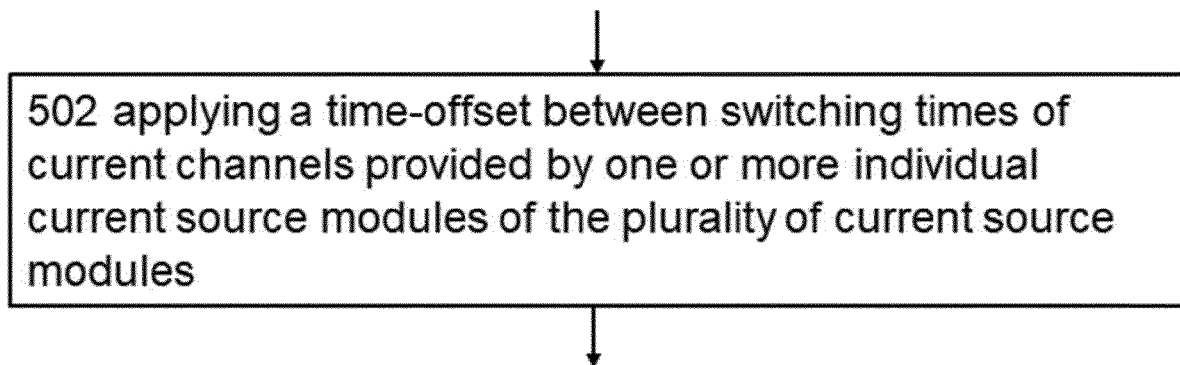 502 applying a time-offset between switching times of
current channels provided by one or more individual
current source modules of the plurality of current source
modules